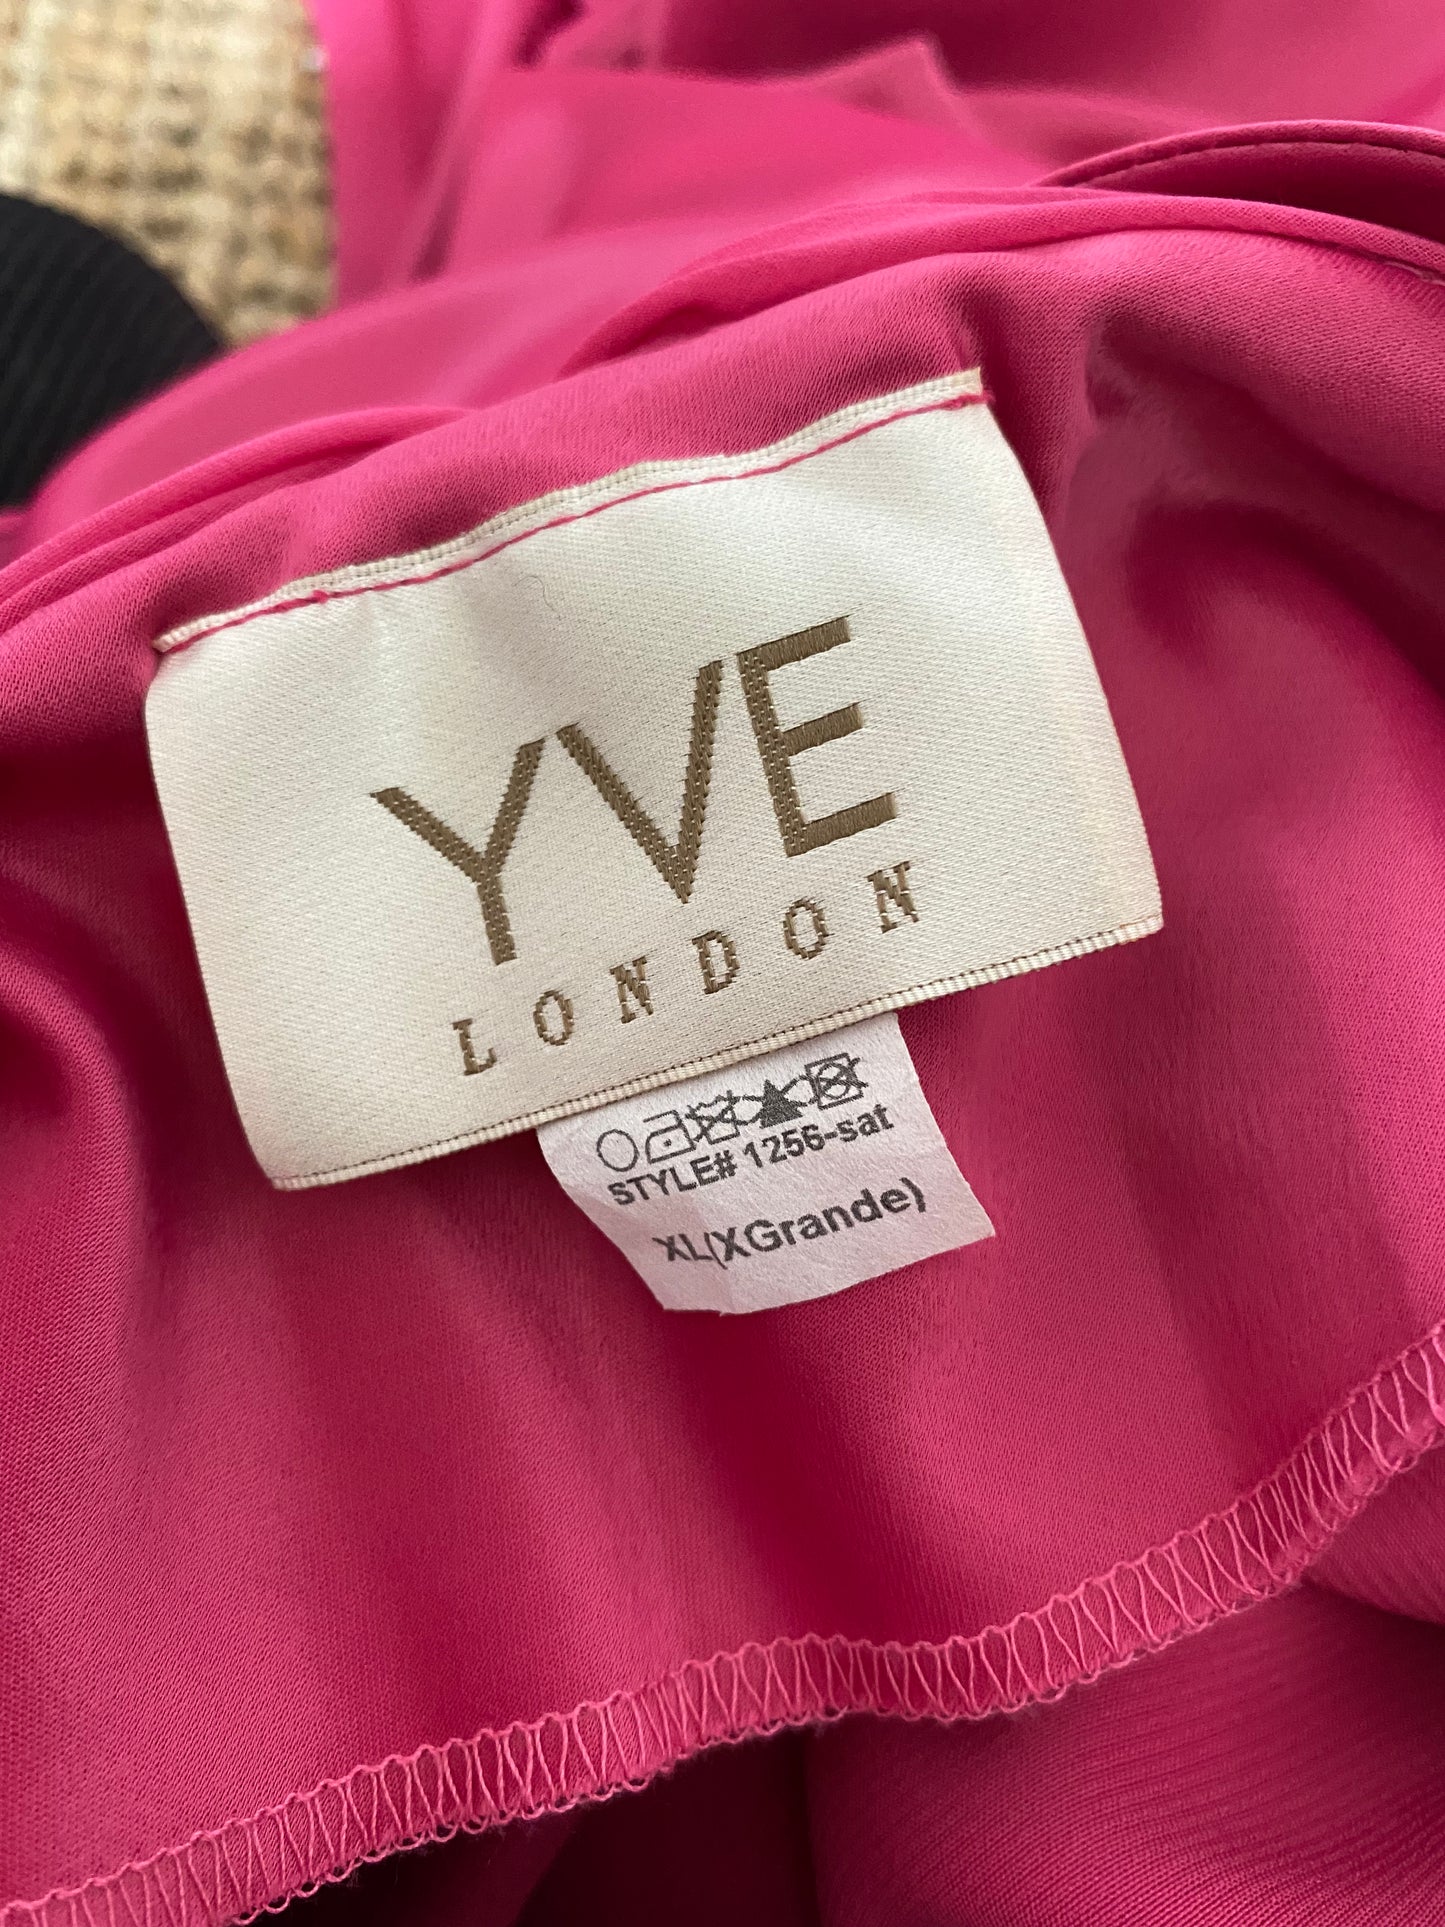 YVE
LONDON
STYLE# 1256-sat
XL(XGrande)